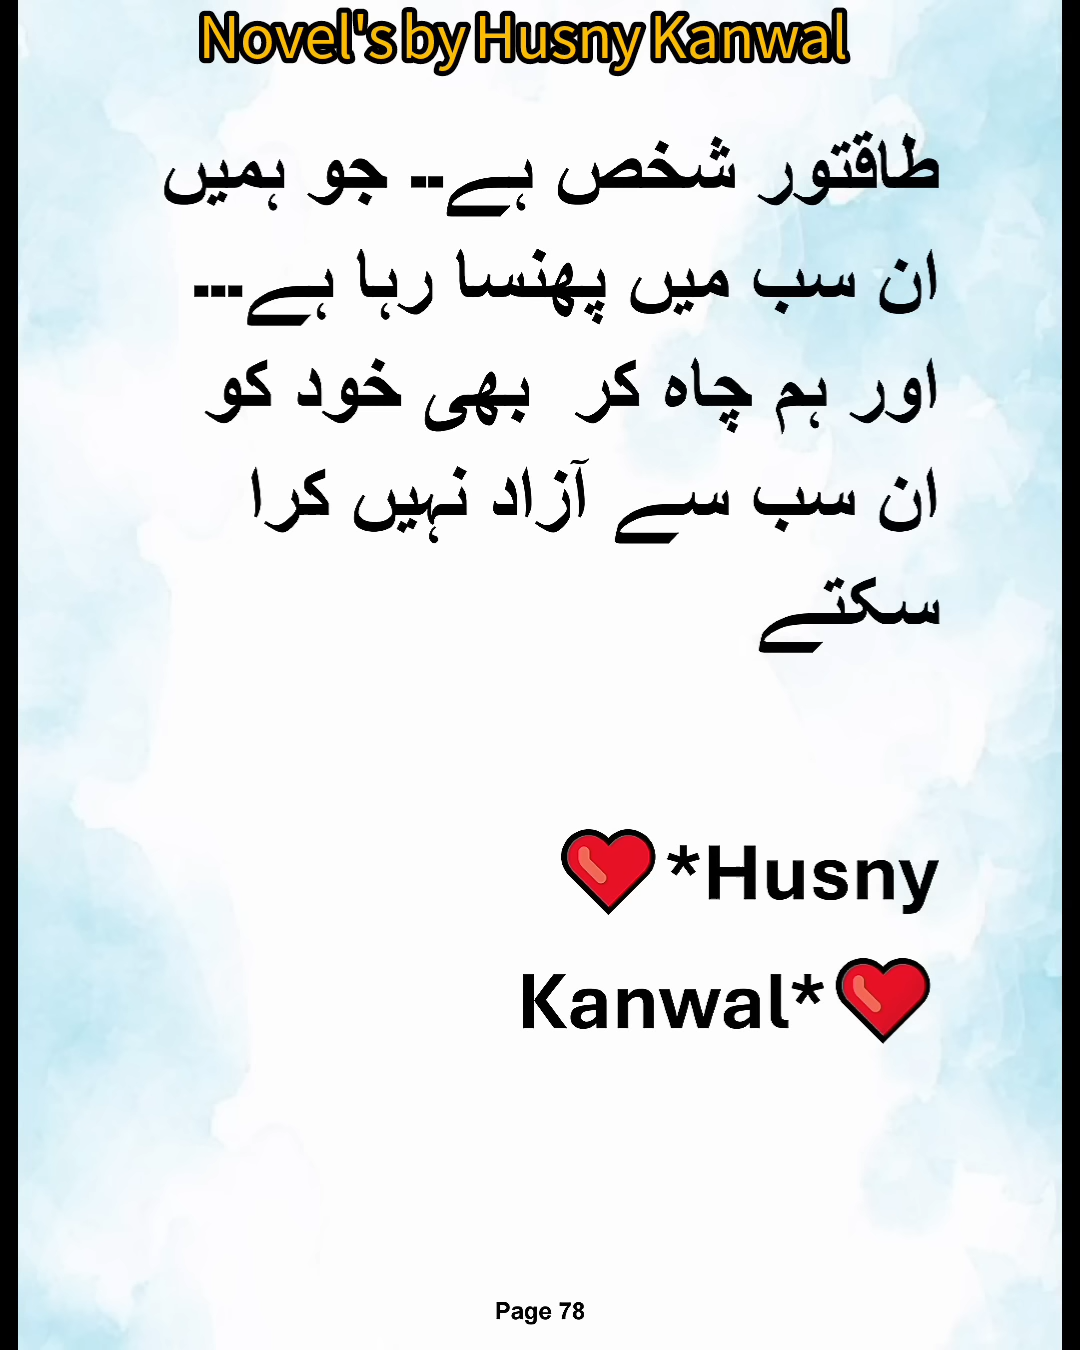 Novel's by Husny Kanwal
طاقتور شخص ہے-- جو ہمیں
ان سب میں پھنسا رہا ہے---
اور ہم چاہ کر بھی خود کو
ان سب سے آزاد نہیں کرا
سکتے
❤*Husny
Kanwal*❤
Page 78